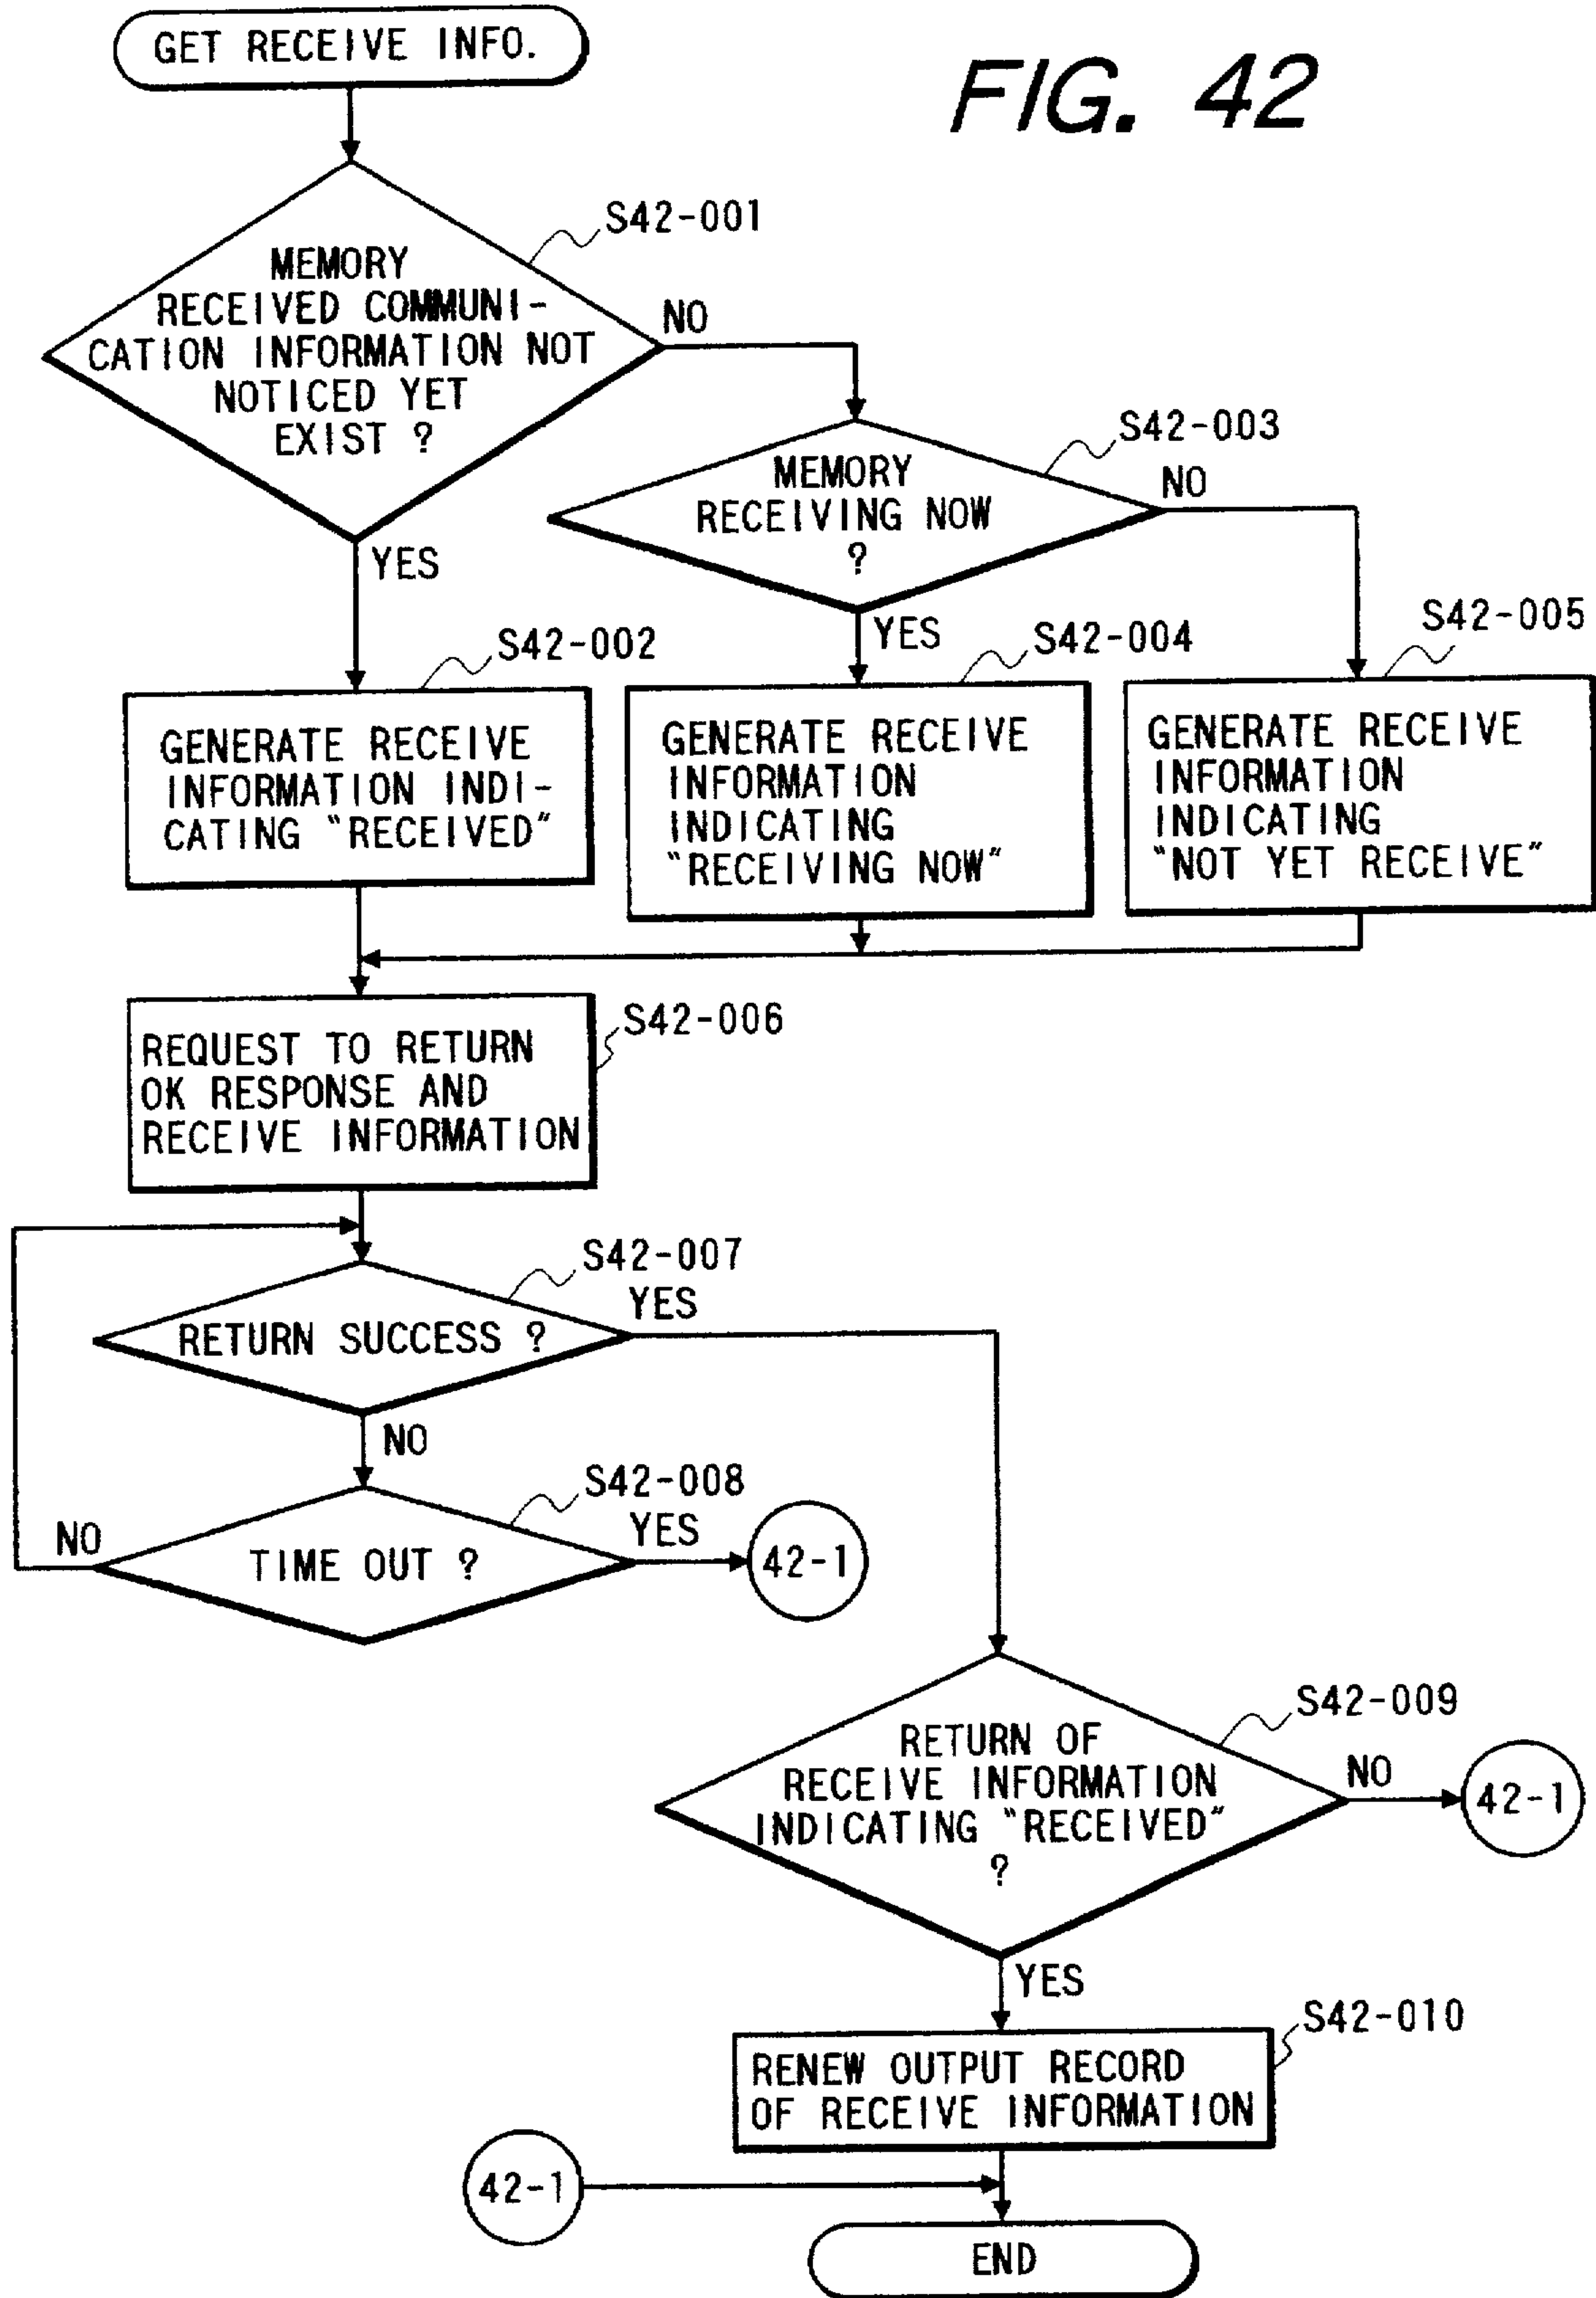 GET RECEIVE INFO.
FIG. 42
S42-001
MEMORY
RECEIVED COMMUNI-
CATION INFORMATION NOT
NOTICED YET
EXIST ?
NO
YES
S42-003
MEMORY
RECEIVING NOW
?
NO
YES
S42-002
GENERATE RECEIVE
INFORMATION INDI-
CATING "RECEIVED"
S42-004
GENERATE RECEIVE
INFORMATION
INDICATING
"RECEIVING NOW"
S42-005
GENERATE RECEIVE
INFORMATION
INDICATING
"NOT YET RECEIVE"
S42-006
REQUEST TO RETURN
OK RESPONSE AND
RECEIVE INFORMATION
S42-007
RETURN SUCCESS ?
YES
NO
S42-008
TIME OUT ?
NO
YES
42-1
S42-009
RETURN OF
RECEIVE INFORMATION
INDICATING "RECEIVED"
?
NO
42-1
YES
S42-010
RENEW OUTPUT RECORD
OF RECEIVE INFORMATION
42-1
END